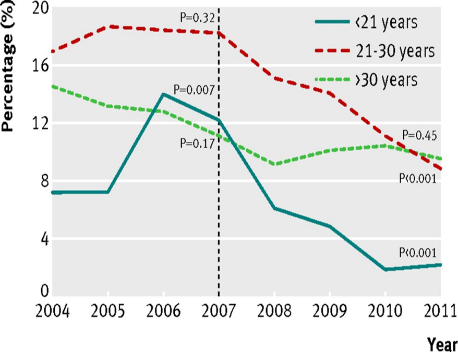 Percentage (%)
20
16
12
8
4
0
<21 years
21-30 years
>30 years
P=0.32
P=0.007
P=0.17
P=0.45
P<0.001
P<0.001
2004 2005 2006 2007 2008 2009 2010 2011
Year